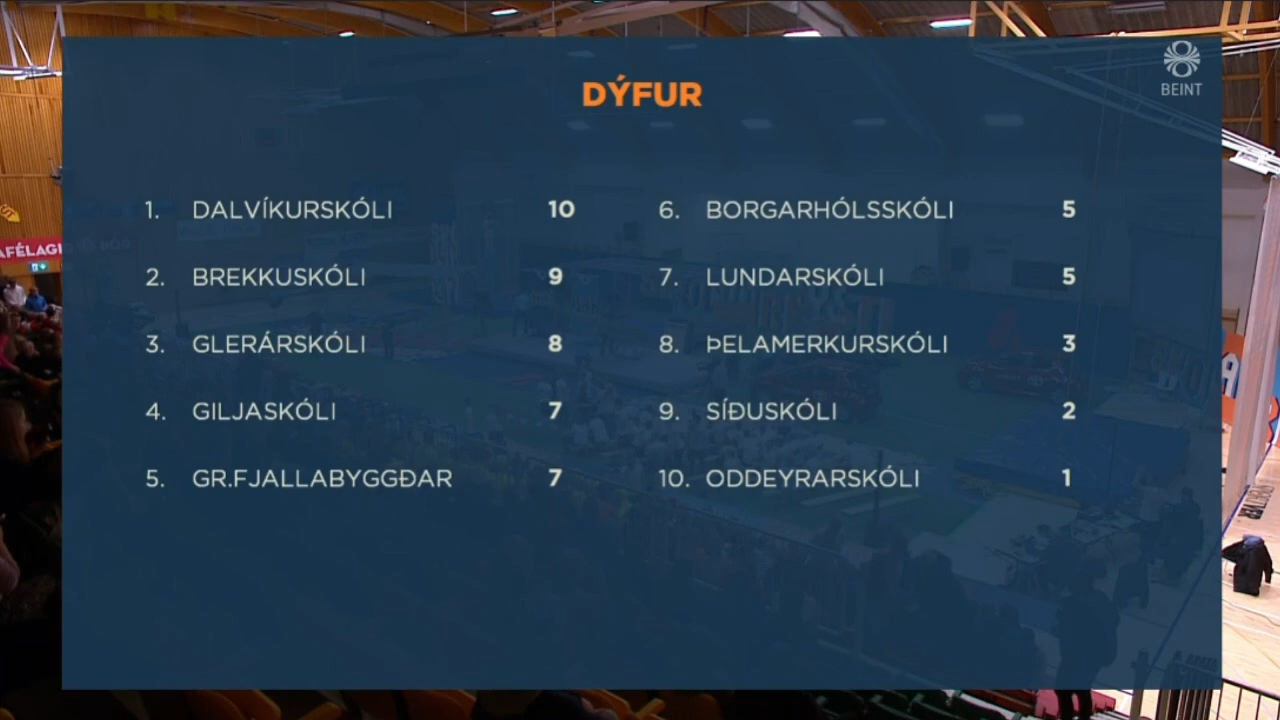 BEINT
DÝFUR
1. DALVÍKURSKÓLI 10
2. BREKKUSKÓLI 9
3. GLERÁRSKÓLI 8
4. GILJASKÓLI 7
5. GR.FJALLABYGGÐAR 7
6. BORGARHÓLSSKÓLI 5
7. LUNDARSKÓLI 5
8. ÞELAMERKURSKÓLI 3
9. SÍÐUSKÓLI 2
10. ODDEYRARSKÓLI 1